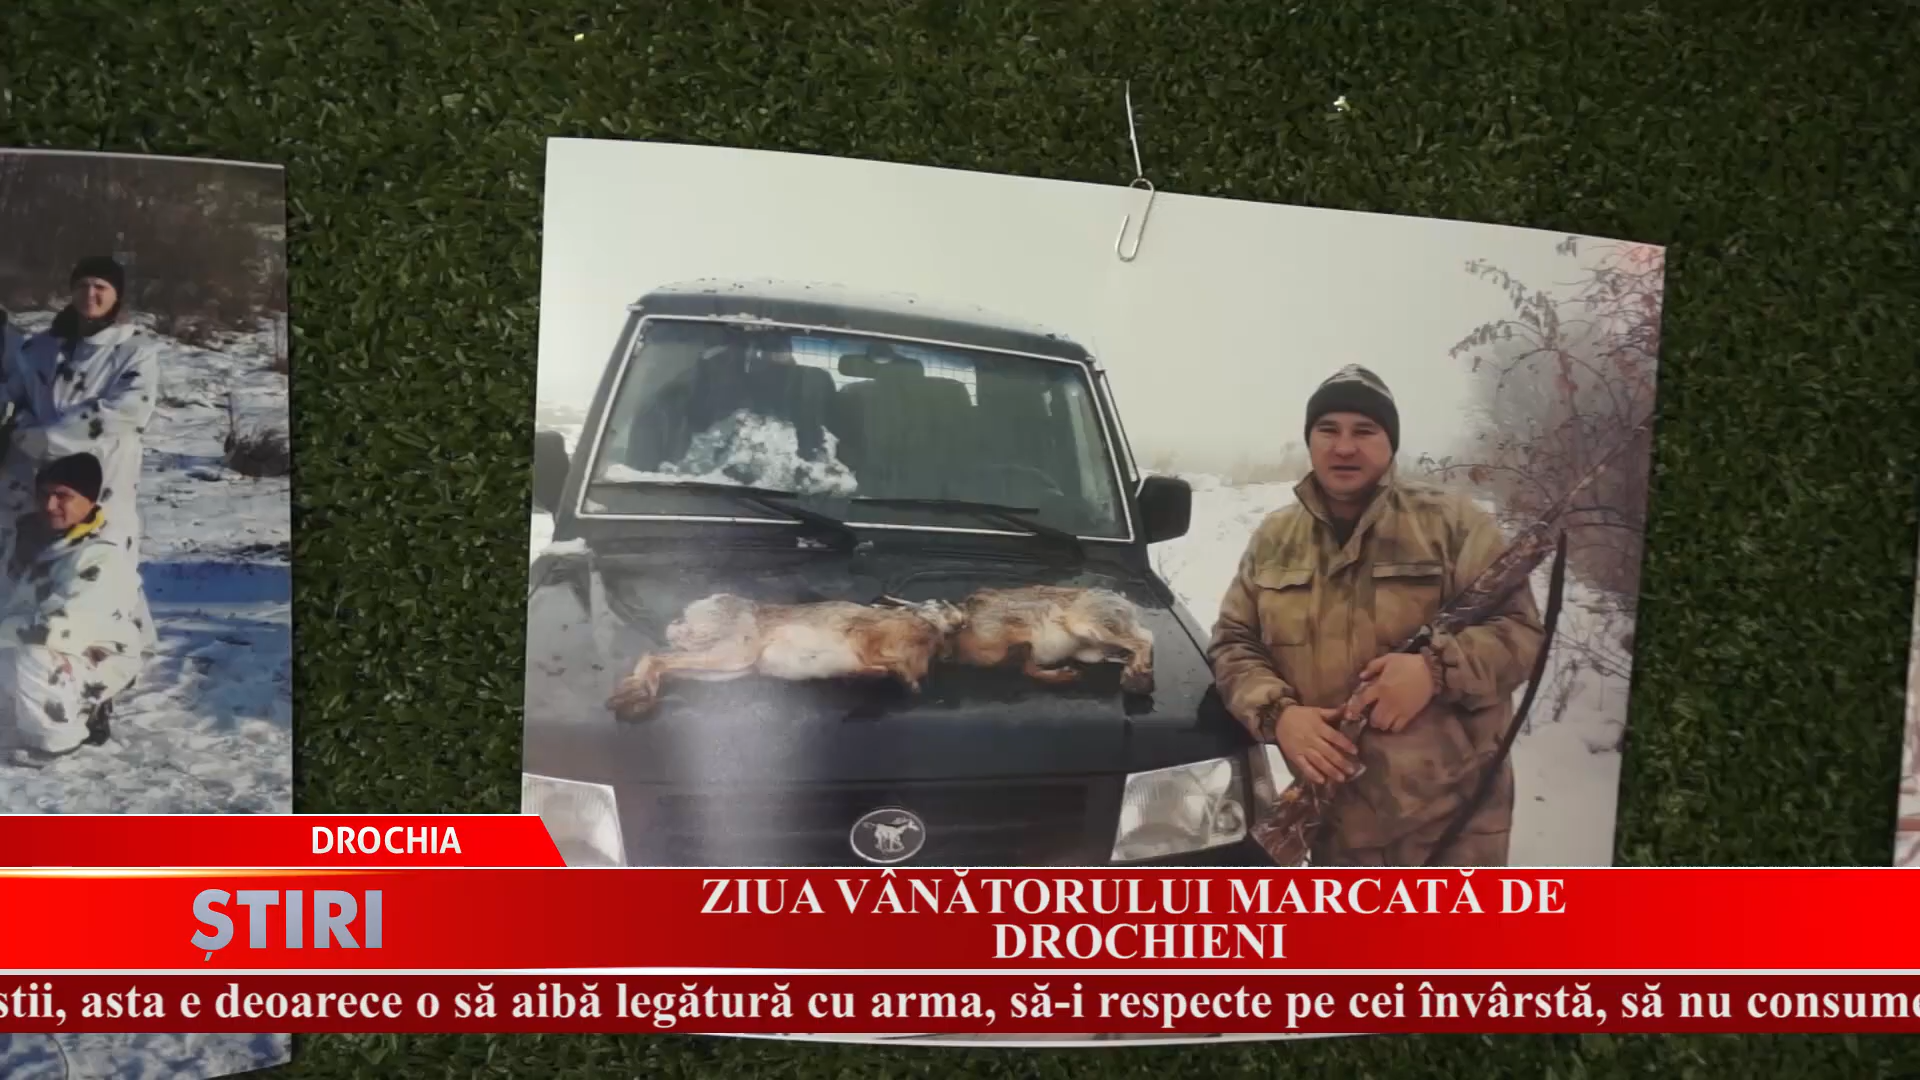 DROCHIA
ȘTIRI
ZIUA VÂNĂTORULUI MARCATĂ DE
DROCHIENI
stii, asta e deoarece o să aibă legătură cu arma, să-i respecte pe cei învârstă, să nu consume